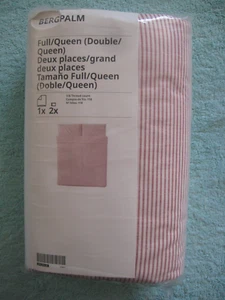 BERGPALM
Full/Queen (Double/
Queen)
Deux places/grand
deux places
Tamaño Full/Queen
(Doble/Queen)
1x 2x